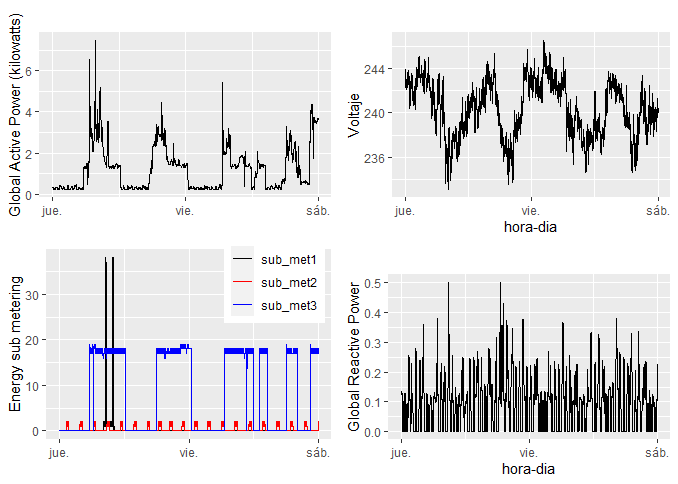 Global Active Power (kilowatts)
6
4
2
0
jue.
vie.
sáb.
Voltaje
244
240
236
jue.
vie.
sáb.
hora-dia
Energy sub metering
30
20
10
0
jue.
vie.
sáb.
sub_met1
sub_met2
sub_met3
Global Reactive Power
0.5
0.4
0.3
0.2
0.1
0.0
jue.
vie.
sáb.
hora-dia